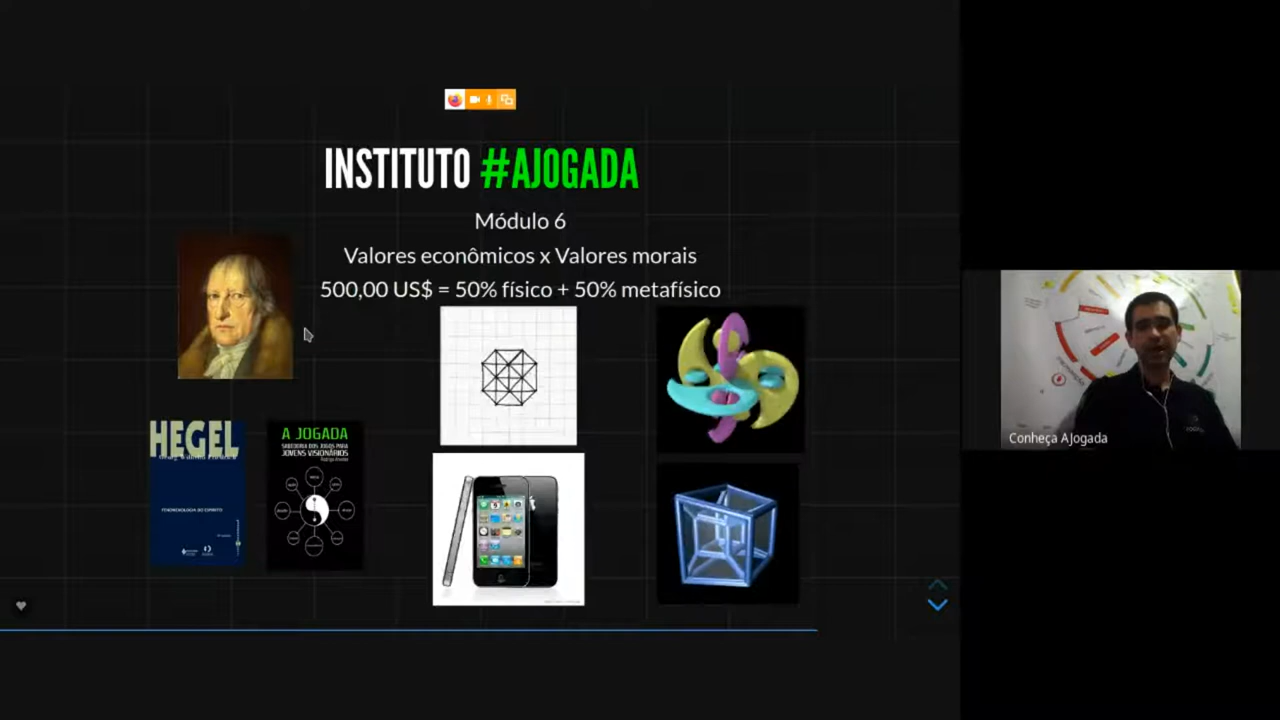 INSTITUTO #AJOGADA
Módulo 6
Valores econômicos x Valores morais
500,00 US$ = 50% físico + 50% metafísico
HEGEL
FENOMENOLOGIA DO ESPÍRITO
A JOGADA
SABEDORIA DOS JOGOS PARA
JOVENS VISIONÁRIOS
Conheça AJogada